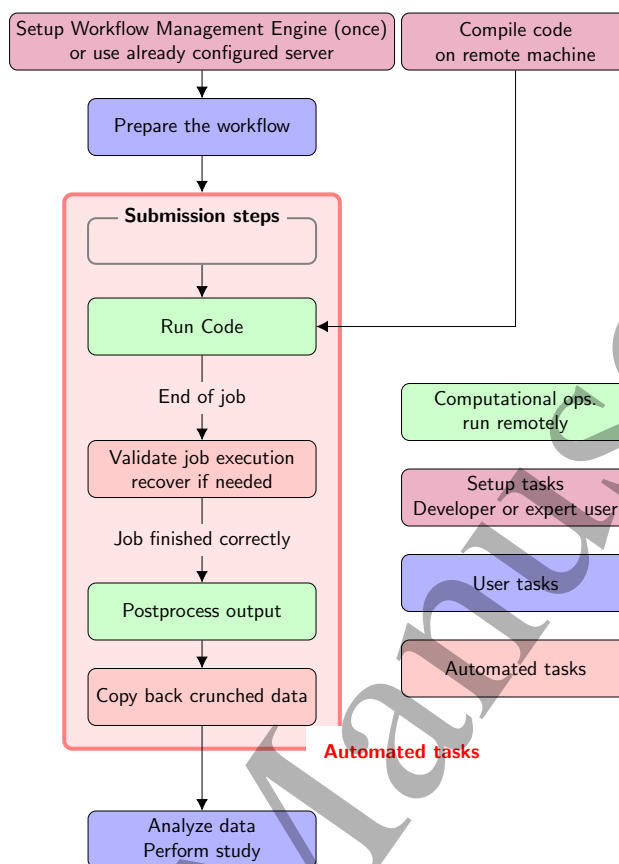 Setup Workflow Management Engine (once)
or use already configured server
Compile code
on remote machine
Prepare the workflow
Submission steps
Run Code
End of job
Validate job execution
recover if needed
Job finished correctly
Postprocess output
Copy back crunched data
Automated tasks
Analyze data
Perform study
Computational ops.
run remotely
Setup tasks
Developer or expert user
User tasks
Automated tasks
Manus